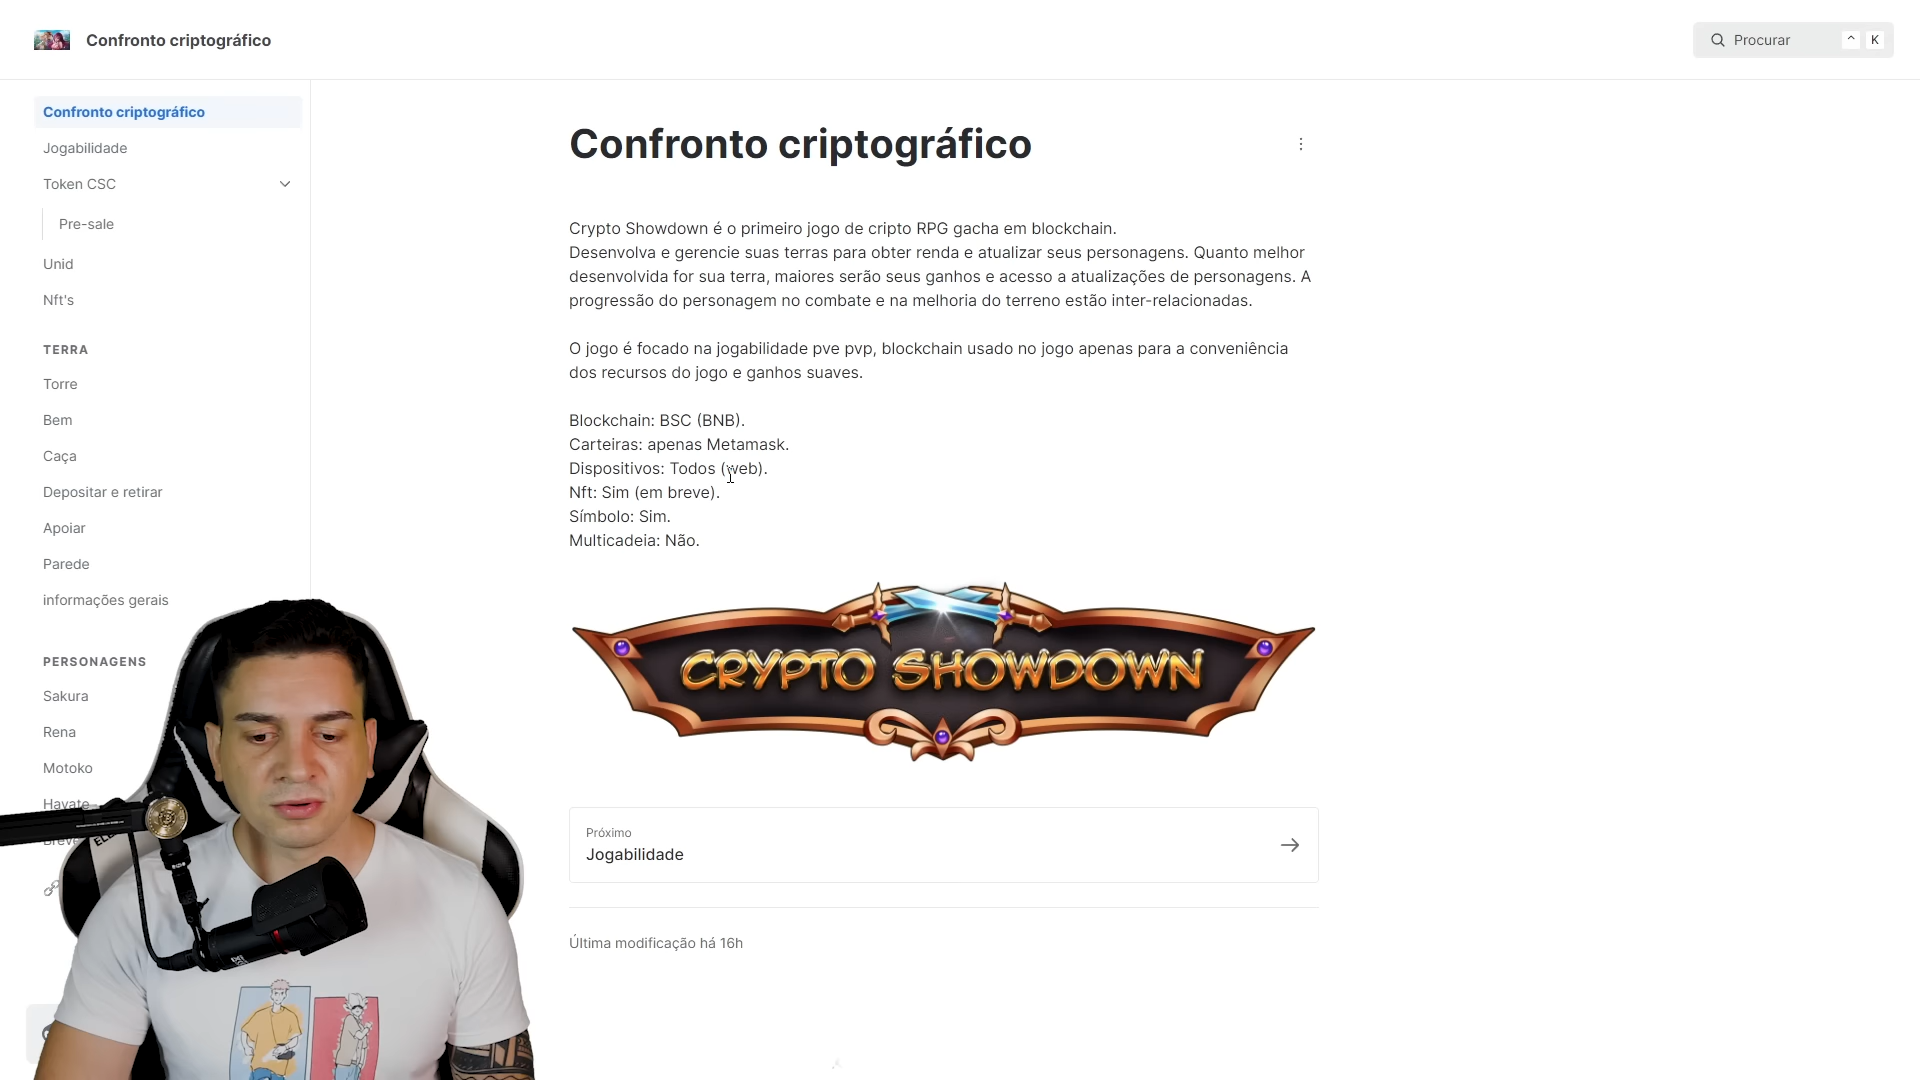 Confronto criptográfico
Procurar
^ K
Confronto criptográfico
Jogabilidade
Token CSC
Pre-sale
Unid
Nft's
TERRA
Torre
Bem
Caça
Depositar e retirar
Apoiar
Parede
informações gerais
PERSONAGENS
Sakura
Rena
Motoko
Hayate
Confronto criptográfico
Crypto Showdown é o primeiro jogo de cripto RPG gacha em blockchain.
Desenvolva e gerencie suas terras para obter renda e atualizar seus personagens. Quanto melhor
desenvolvida for sua terra, maiores serão seus ganhos e acesso a atualizações de personagens. A
progressão do personagem no combate e na melhoria do terreno estão inter-relacionadas.
O jogo é focado na jogabilidade pve pvp, blockchain usado no jogo apenas para a conveniência
dos recursos do jogo e ganhos suaves.
Blockchain: BSC (BNB).
Carteiras: apenas Metamask.
Dispositivos: Todos (web).
Nft: Sim (em breve).
Símbolo: Sim.
Multicadeia: Não.
CRYPTO SHOWDOWN
Próximo
Jogabilidade
Última modificação há 16h